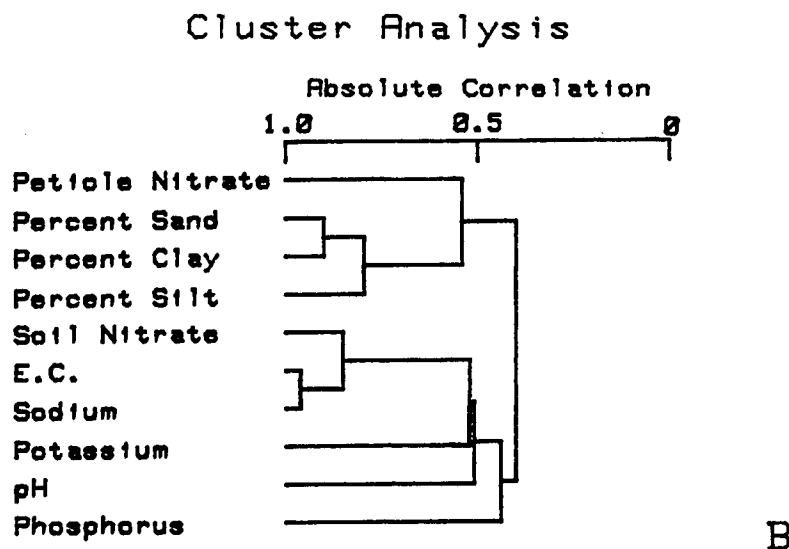 Cluster Analysis
Absolute Correlation
1.0 0.5 0
Petiole Nitrate
Percent Sand
Percent Clay
Percent Silt
Soil Nitrate
E.C.
Sodium
Potassium
pH
Phosphorus
B